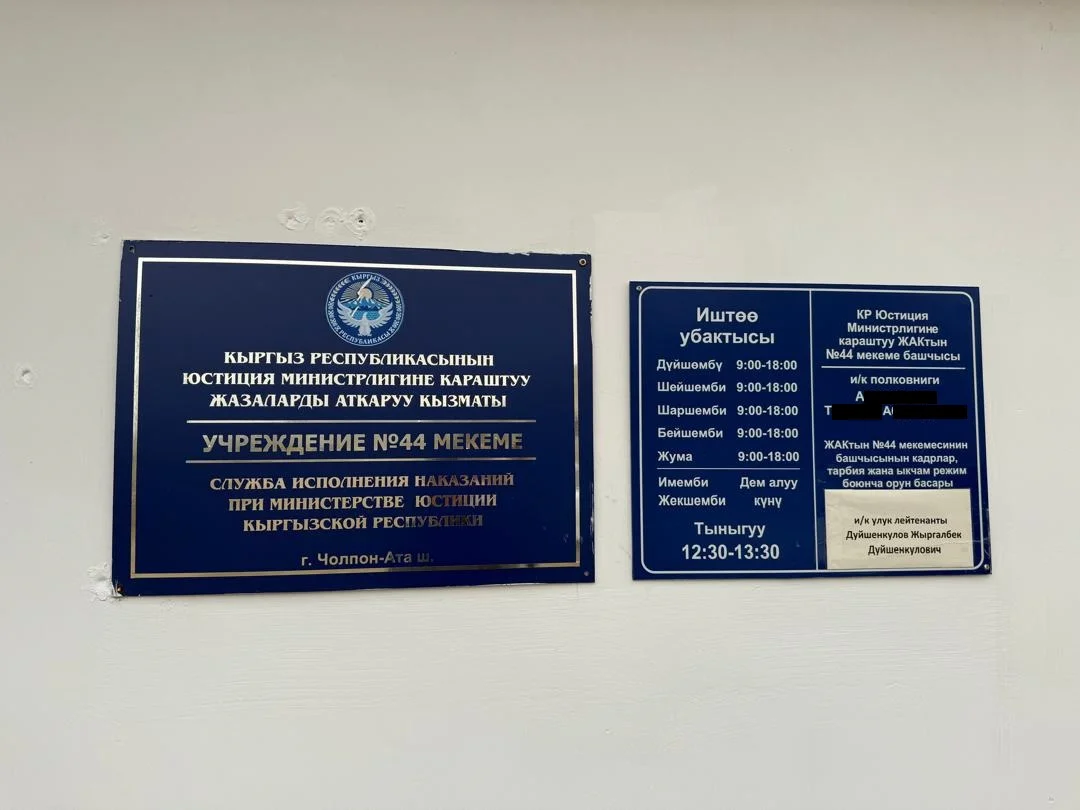 КЫРГЫЗ
РЕСПУБЛИКАСЫ
КЫРГЫЗ РЕСПУБЛИКАСЫНЫН
ЮСТИЦИЯ МИНИСТРЛИГИНЕ КАРАШТУУ
ЖАЗАЛАРДЫ АТКАРУУ КЫЗМАТЫ
УЧРЕЖДЕНИЕ №44 МЕКЕМЕ
СЛУЖБА ИСПОЛНЕНИЯ НАКАЗАНИЙ
ПРИ МИНИСТЕРСТВЕ ЮСТИЦИИ
КЫРГЫЗСКОЙ РЕСПУБЛИКИ
г. Чолпон-Ата ш.
Иштөө
убактысы
Дүйшөмбү 9:00-18:00
Шейшемби 9:00-18:00
Шаршемби 9:00-18:00
Бейшемби 9:00-18:00
Жума 9:00-18:00
Ишемби Дем алуу
Жекшемби күнү
Тыныгуу
12:30-13:30
КР Юстиция
Министрлигине
караштуу ЖАКтын
№44 мекеме башчысы
и/к полковниги
А
Т А
ЖАКтын №44 мекемесинин
башчысынын кадрлар,
тарбия жана ыкчам режим
боюнча орун басары
и/к улук лейтенанты
Дуйшенкулов Жыргалбек
Дуйшенкулович